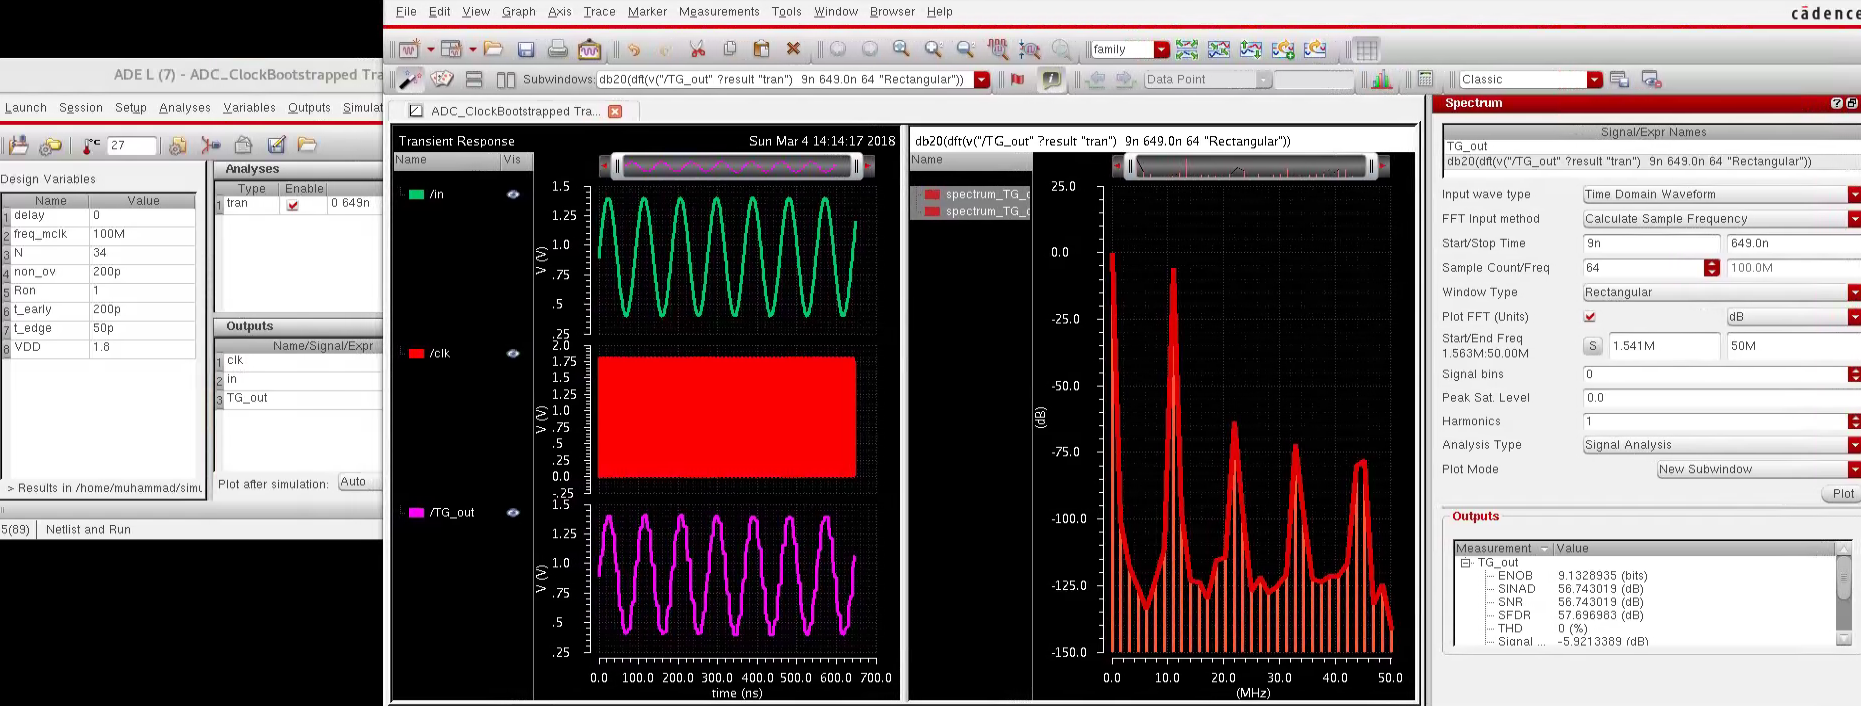 File Edit View Graph Axis Trace Marker Measurements Tools Window Browser Help
cādence
family
Subwindows: db20(dft(v("/TG_out" ?result "tran") 9n 649.0n 64 "Rectangular"))
Data Point
Classic
ADE L (7) - ADC_ClockBootstrapped Tra
Launch Session Setup Analyses Variables Outputs Simulat
27
Design Variables
Name Value
1 delay 0
2 freq_mclk 100M
3 N 34
4 non_ov 200p
5 Ron 1
6 t_early 200p
7 t_edge 50p
8 VDD 1.8
> Results in /home/muhammad/simu
5(89) Netlist and Run
Analyses
Type Enable
1 tran 0 649n
Outputs
Name/Signal/Expr
1 clk
2 in
3 TG_out
Plot after simulation: Auto
ADC_ClockBootstrapped Tra...
Transient Response Sun Mar 4 14:14:17 2018
Name Vis
/in
/clk
/TG_out
1.5
1.25
1.0
.75
.5
.25
V (V)
2.0
1.75
1.5
1.25
1.0
.75
.5
.25
0.0
-.25
V (V)
1.5
1.25
1.0
.75
.5
.25
V (V)
0.0 100.0 200.0 300.0 400.0 500.0 600.0 700.0
time (ns)
db20(dft(v("/TG_out" ?result "tran") 9n 649.0n 64 "Rectangular"))
Name
spectrum_TG_
spectrum_TG_
25.0
0.0
-25.0
-50.0
-75.0
-100.0
-125.0
-150.0
(dB)
0.0 10.0 20.0 30.0 40.0 50.0
(MHz)
Spectrum
Signal/Expr Names
TG_out
db20(dft(v("/TG_out" ?result "tran") 9n 649.0n 64 "Rectangular"))
Input wave type Time Domain Waveform
FFT Input method Calculate Sample Frequency
Start/Stop Time 9n 649.0n
Sample Count/Freq 64 100.0M
Window Type Rectangular
Plot FFT (Units) dB
Start/End Freq
1.563M:50.00M S 1.541M 50M
Signal bins 0
Peak Sat. Level 0.0
Harmonics 1
Analysis Type Signal Analysis
Plot Mode New Subwindow
Plot
Outputs
Measurement Value
TG_out
ENOB 9.1328935 (bits)
SINAD 56.743019 (dB)
SNR 56.743019 (dB)
SFDR 57.696983 (dB)
THD 0 (%)
Signal ... -5.9213389 (dB)